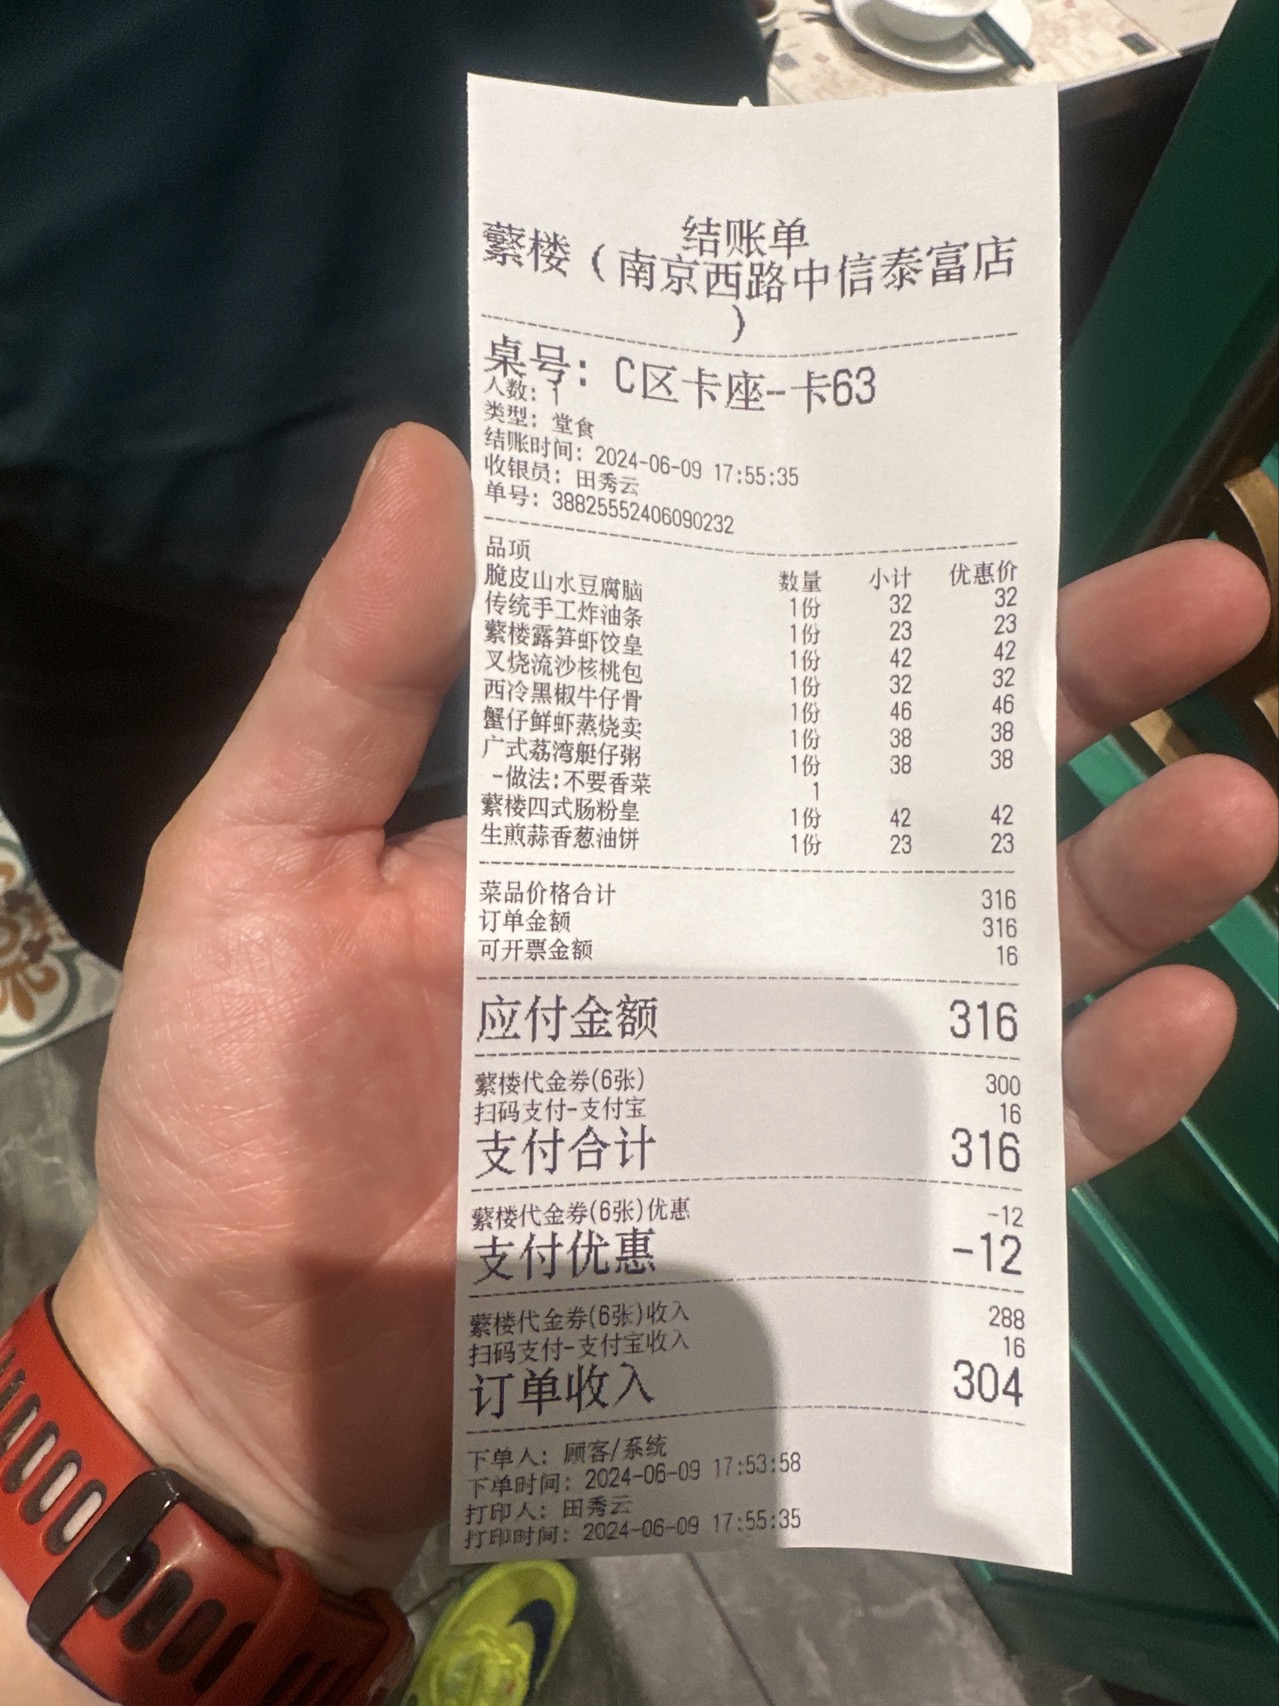 结账单
蘩楼（南京西路中信泰富店
）
桌号：C区卡座--卡63
人数：1
类型：堂食
结账时间：2024-06-09 17:55:35
收银员：田秀云
单号：38825552406090232
品项 数量 小计 优惠价
脆皮山水豆腐脑 1份 32 32
传统手工炸油条 1份 23 23
蘩楼露笋虾饺皇 1份 42 42
叉烧流沙核桃包 1份 32 32
西冷黑椒牛仔骨 1份 46 46
蟹仔鲜虾蒸烧卖 1份 38 38
广式荔湾艇仔粥 1份 38 38
-做法:不要香菜 1
蘩楼四式肠粉皇 1份 42 42
生煎蒜香葱油饼 1份 23 23
菜品价格合计 316
订单金额 316
可开票金额 16
应付金额 316
蘩楼代金券(6张) 300
扫码支付-支付宝 16
支付合计 316
蘩楼代金券(6张)优惠 -12
支付优惠 -12
蘩楼代金券(6张)收入 288
扫码支付-支付宝收入 16
订单收入 304
下单人：顾客/系统
下单时间：2024-06-09 17:53:58
打印人：田秀云
打印时间：2024-06-09 17:55:35